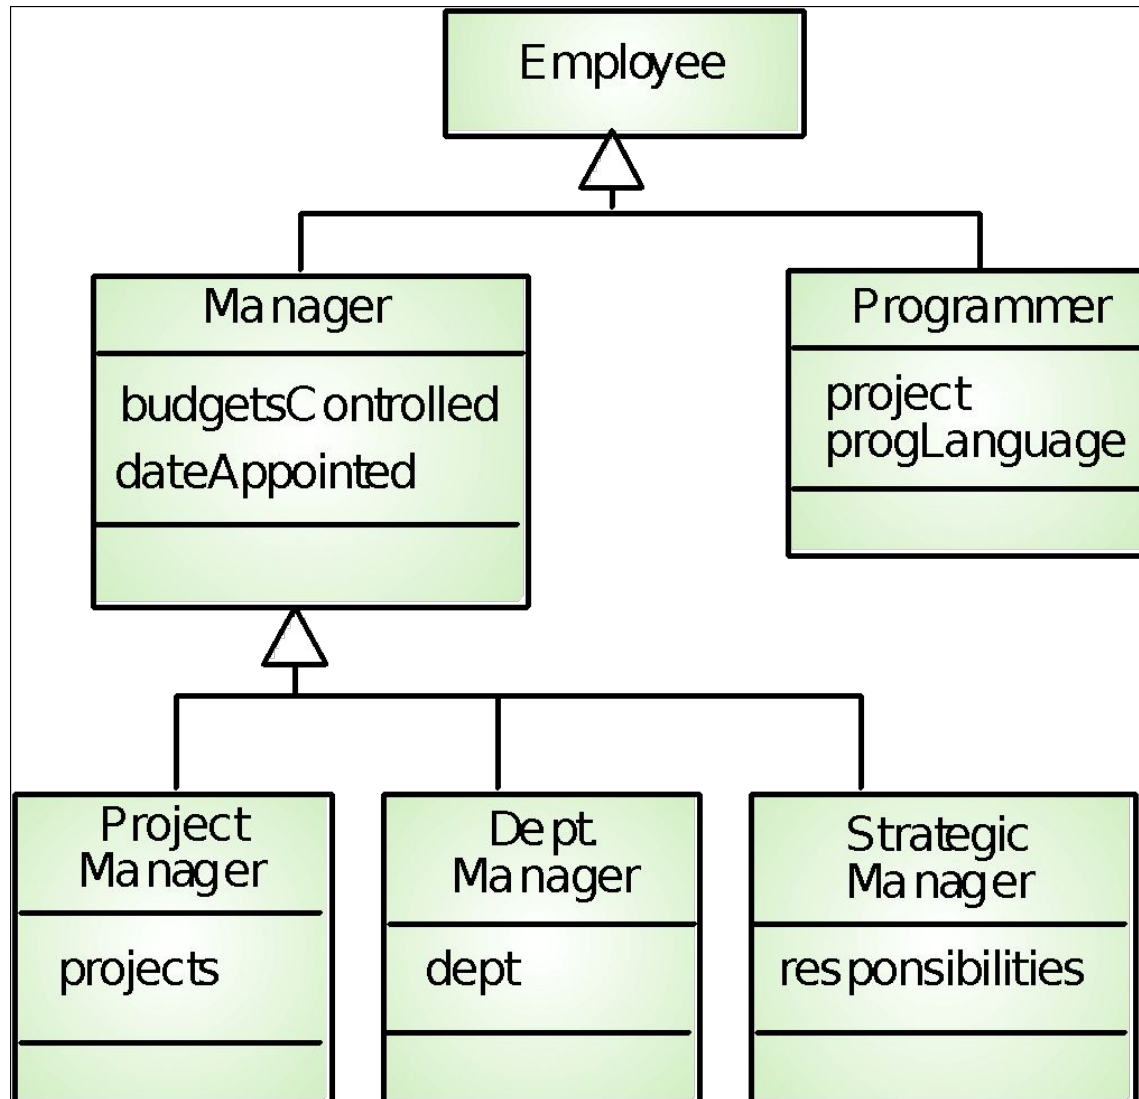 Employee
Manager
Programmer
budgetsControlled
dateAppointed
project
progLanguage
Project
Manager
Dept.
Manager
Strategic
Manager
projects
dept
responsibilities